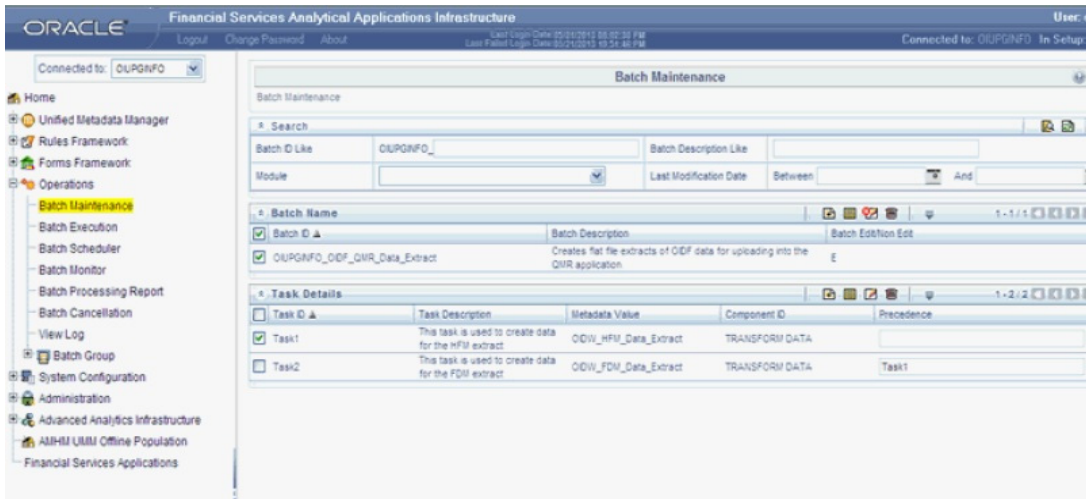 ORACLE
Financial Services Analytical Applications Infrastructure
User:
Logout Change Password About
Last Login Date:
Last Failed Login Date:
Connected to: OIUPGINFO In Setup:
Connected to: OIUPGINFO
Home
Unified Metadata Manager
Rules Framework
Forms Framework
Operations
Batch Maintenance
Batch Execution
Batch Scheduler
Batch Monitor
Batch Processing Report
Batch Cancellation
View Log
Batch Group
System Configuration
Administration
Advanced Analytics Infrastructure
AMHM UMM Offline Population
Financial Services Applications
Batch Maintenance
Batch Maintenance
Search
Batch ID Like OIUPGINFO_ Batch Description Like
Module Last Modification Date Between And
Batch Name 1-1/1
Batch ID Batch Description Batch Edit/Non Edit
OIUPGINFO_OIDF_QMR_Data_Extract Creates flat file extracts of OIDF data for uploading into the E
QMR application
Task Details 1-2/2
Task ID Task Description Metadata Value Component ID Precedence
Task1 This task is used to create data OIDW_HFM_Data_Extract TRANSFORM DATA
for the HFM extract
Task2 This task is used to create data OIDW_FDM_Data_Extract TRANSFORM DATA Task1
for the FDM extract